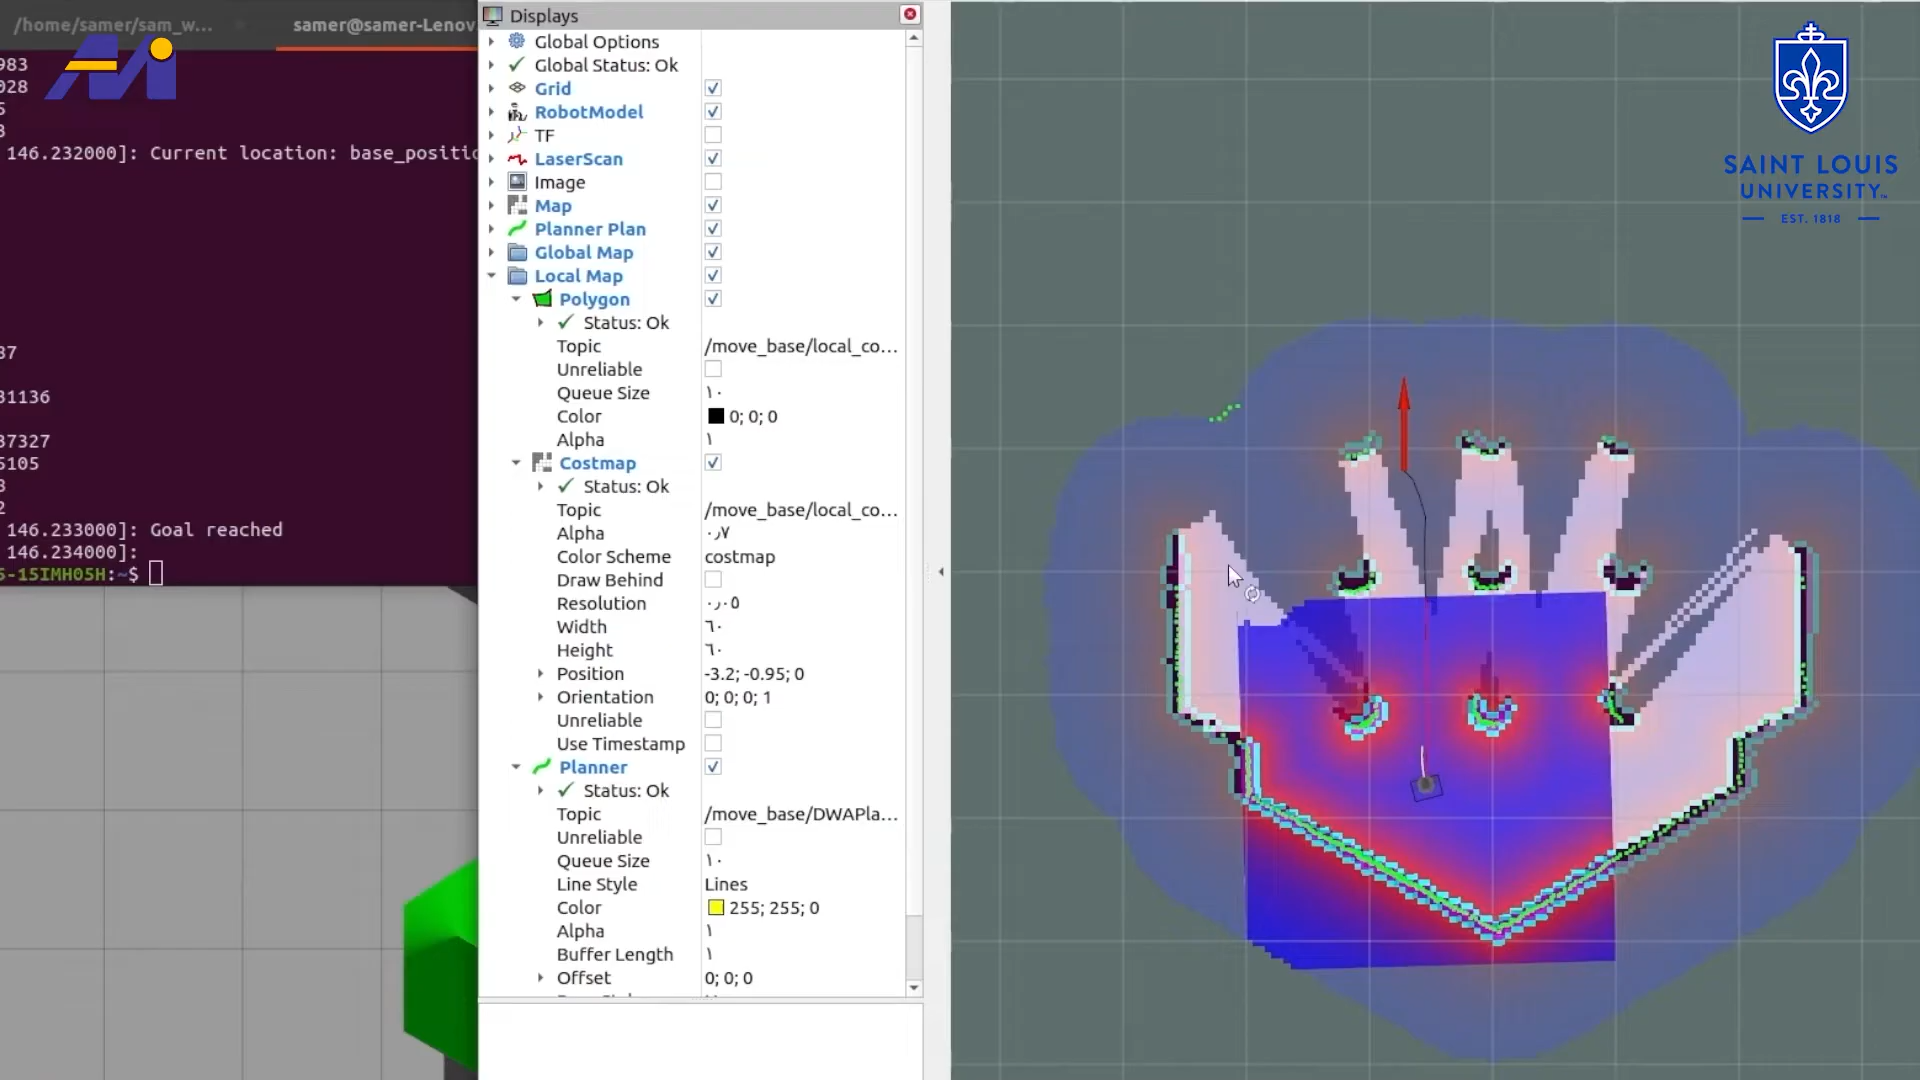 /home/samer/sam_w...
samer@samer-Lenov
983
028
5
3
146.232000]: Current location: base_positio
37
31136
37327
5105
3
2
146.233000]: Goal reached
146.234000]:
5-15IMH05H:~$
Displays
Global Options
Global Status: Ok
Grid
RobotModel
TF
LaserScan
Image
Map
Planner Plan
Global Map
Local Map
Polygon
Status: Ok
Topic /move_base/local_co...
Unreliable
Queue Size ١٠
Color 0; 0; 0
Alpha ١
Costmap
Status: Ok
Topic /move_base/local_co...
Alpha ٠٫٧
Color Scheme costmap
Draw Behind
Resolution ٠٫٠٥
Width ٦٠
Height ٦٠
Position -3.2; -0.95; 0
Orientation 0; 0; 0; 1
Unreliable
Use Timestamp
Planner
Status: Ok
Topic /move_base/DWAPla...
Unreliable
Queue Size ١٠
Line Style Lines
Color 255; 255; 0
Alpha ١
Buffer Length ١
Offset 0; 0; 0
SAINT LOUIS
UNIVERSITY™
EST. 1818